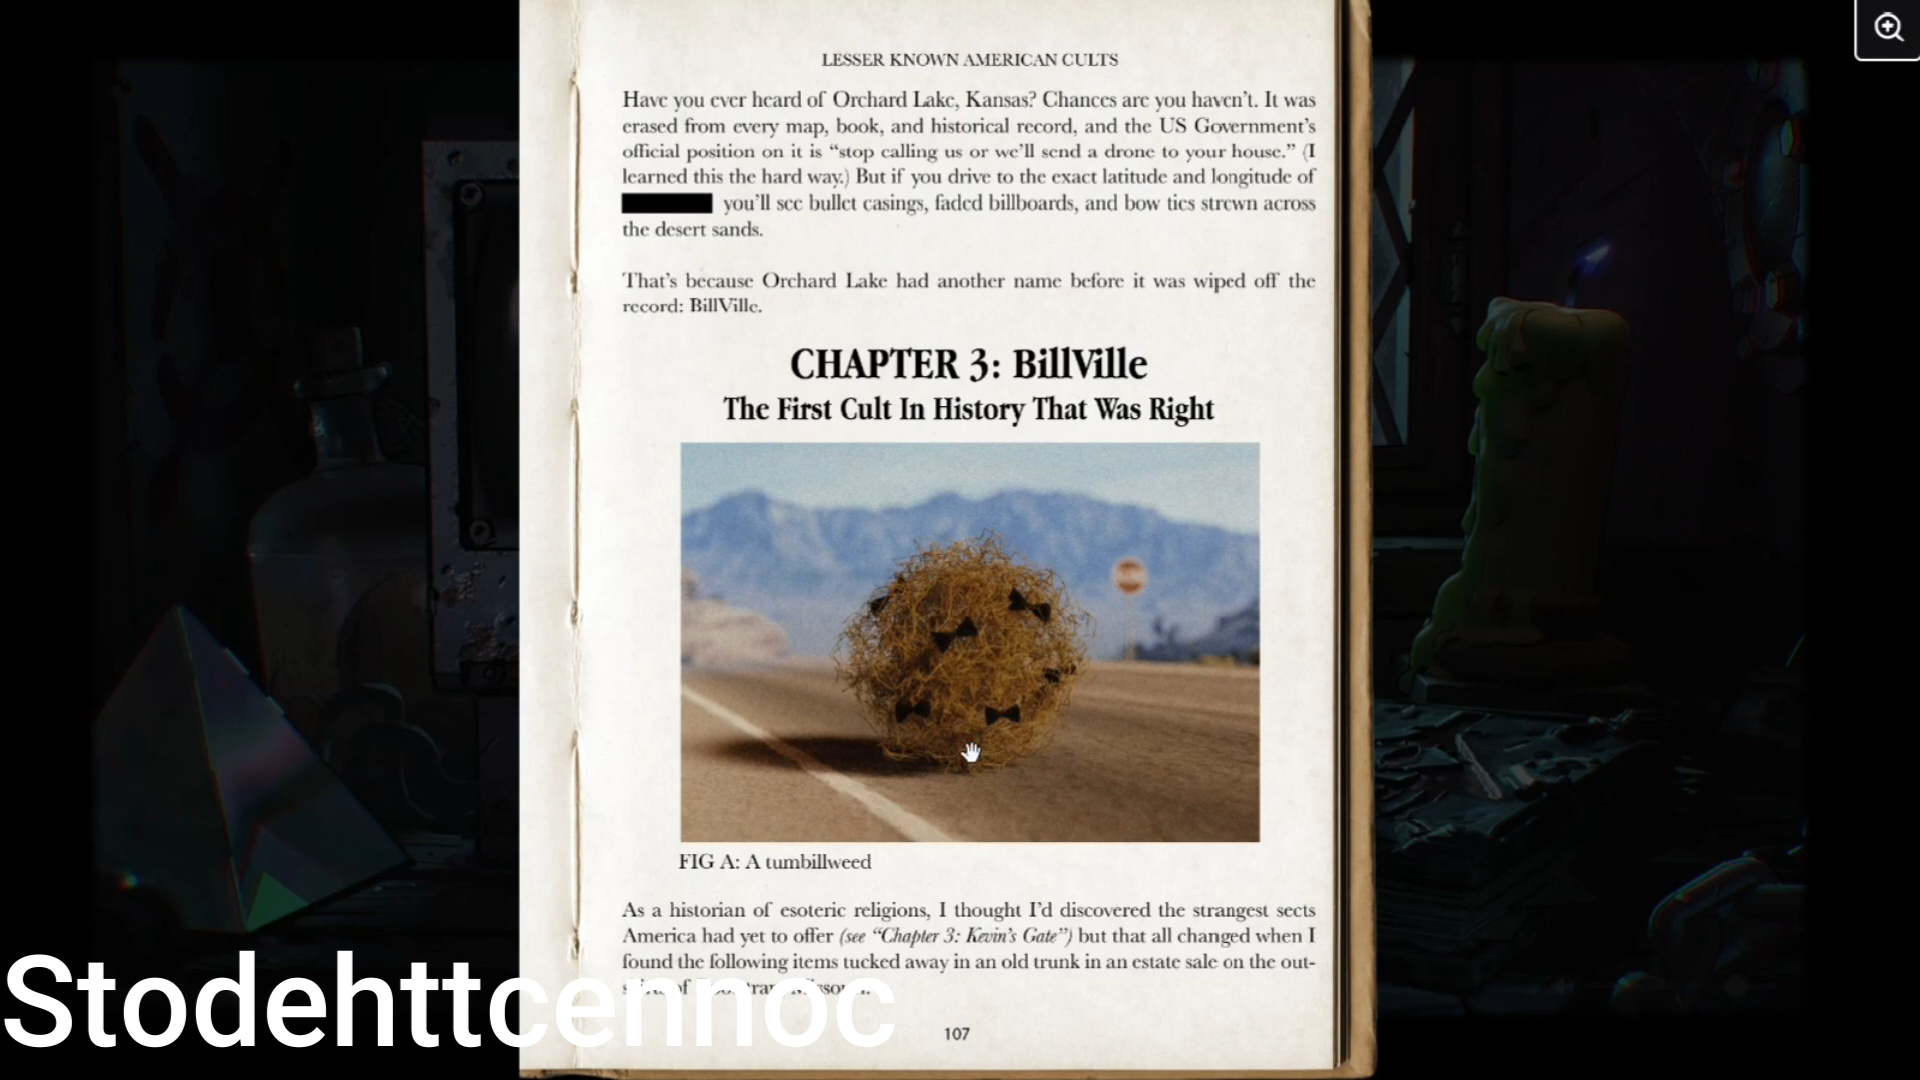 LESSER KNOWN AMERICAN CULTS
Have you ever heard of Orchard Lake, Kansas? Chances are you haven't. It was
erased from every map, book, and historical record, and the US Government's
official position on it is “stop calling us or we'll send a drone to your house.” (I
learned this the hard way.) But if you drive to the exact latitude and longitude of
you'll see bullet casings, faded billboards, and bow ties strewn across
the desert sands.
That's because Orchard Lake had another name before it was wiped off the
record: BillVille.
CHAPTER 3: BillVille
The First Cult In History That Was Right
FIG A: A tumbillweed
As a historian of esoteric religions, I thought I'd discovered the strangest sects
America had yet to offer (see “Chapter 3: Kevin's Gate”) but that all changed when I
found the following items tucked away in an old trunk in an estate sale on the out-
of
107
Stodehttcennoc